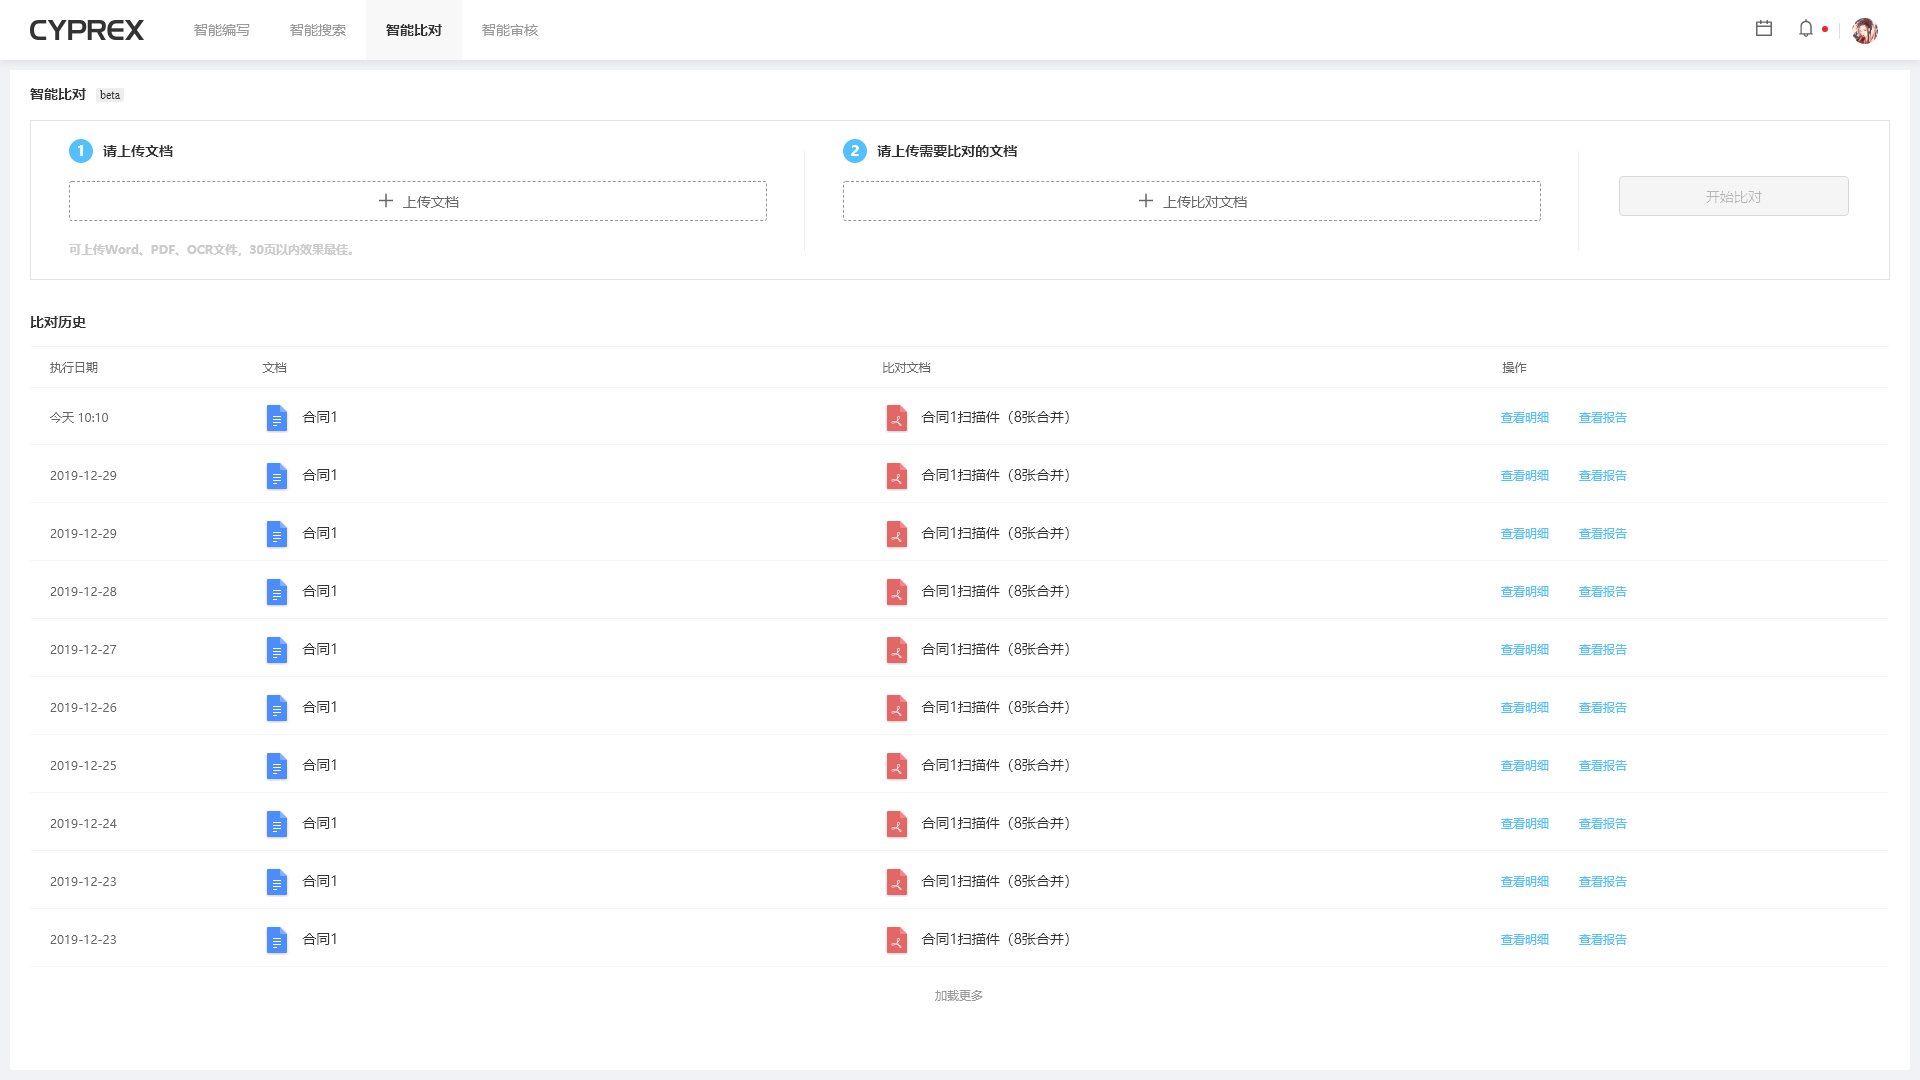 CYPREX 智能编写 智能搜索 智能比对 智能审核
智能比对 beta
1 请上传文档 2 请上传需要比对的文档
上传文档 上传比对文档 开始比对
可上传Word、PDF、OCR文件，30页以内效果最佳。
比对历史
执行日期 文档 比对文档 操作
今天 10:10 合同1 合同1扫描件（8张合并） 查看明细 查看报告
2019-12-29 合同1 合同1扫描件（8张合并） 查看明细 查看报告
2019-12-29 合同1 合同1扫描件（8张合并） 查看明细 查看报告
2019-12-28 合同1 合同1扫描件（8张合并） 查看明细 查看报告
2019-12-27 合同1 合同1扫描件（8张合并） 查看明细 查看报告
2019-12-26 合同1 合同1扫描件（8张合并） 查看明细 查看报告
2019-12-25 合同1 合同1扫描件（8张合并） 查看明细 查看报告
2019-12-24 合同1 合同1扫描件（8张合并） 查看明细 查看报告
2019-12-23 合同1 合同1扫描件（8张合并） 查看明细 查看报告
2019-12-23 合同1 合同1扫描件（8张合并） 查看明细 查看报告
加载更多